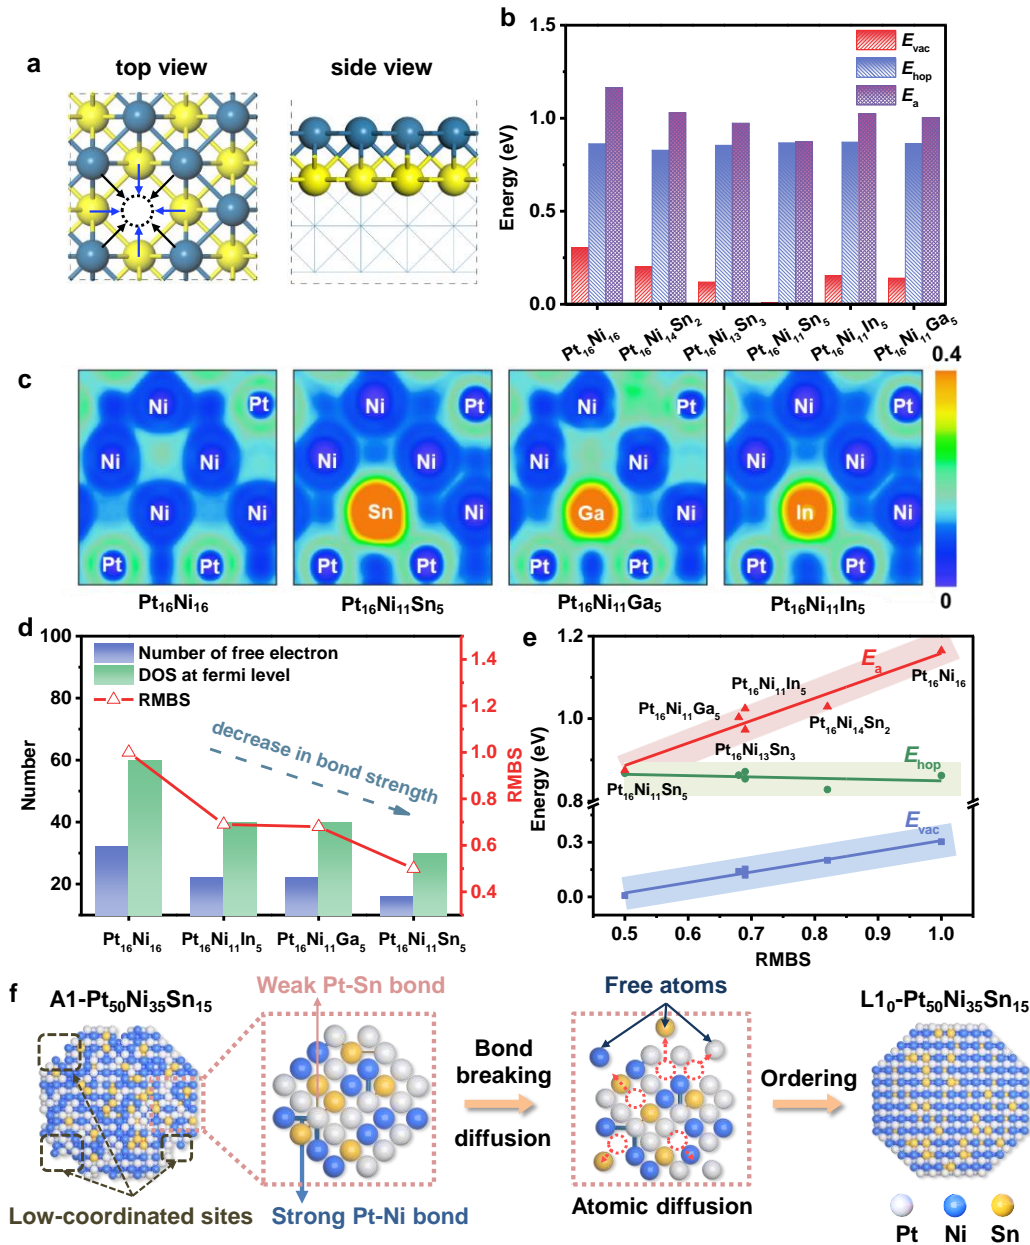 a
top view
side view
b
1.5
1.0
0.5
0.0
Energy (eV)
E_vac
E_hop
E_a
Pt₁₆Ni₁₆
Pt₁₆Ni₁₄Sn₂
Pt₁₆Ni₁₃Sn₃
Pt₁₆Ni₁₁Sn₅
Pt₁₆Ni₁₁In₅
Pt₁₆Ni₁₁Ga₅
c
Ni Pt
Ni Ni
Ni Ni
Pt Pt
Pt₁₆Ni₁₆
Ni Pt
Ni Ni
Sn Ni
Pt Pt
Pt₁₆Ni₁₁Sn₅
Ni Pt
Ni Ni
Ga Ni
Pt Pt
Pt₁₆Ni₁₁Ga₅
Ni Pt
Ni Ni
In Ni
Pt Pt
Pt₁₆Ni₁₁In₅
0.4
0
d
100
80
60
40
20
Number
Number of free electron
DOS at fermi level
RMBS
decrease in bond strength
1.4
1.2
1.0
0.8
0.6
0.4
RMBS
Pt₁₆Ni₁₆
Pt₁₆Ni₁₁In₅
Pt₁₆Ni₁₁Ga₅
Pt₁₆Ni₁₁Sn₅
e
1.2
1.0
0.8
0.3
0.0
Energy (eV)
E_a
Pt₁₆Ni₁₁In₅
Pt₁₆Ni₁₆
Pt₁₆Ni₁₁Ga₅
Pt₁₆Ni₁₄Sn₂
Pt₁₆Ni₁₃Sn₃
E_hop
Pt₁₆Ni₁₁Sn₅
E_vac
0.5 0.6 0.7 0.8 0.9 1.0
RMBS
f
A1-Pt₅₀Ni₃₅Sn₁₅
Low-coordinated sites
Weak Pt-Sn bond
Strong Pt-Ni bond
Bond
breaking
diffusion
Free atoms
Atomic diffusion
Ordering
L1₀-Pt₅₀Ni₃₅Sn₁₅
Pt Ni Sn